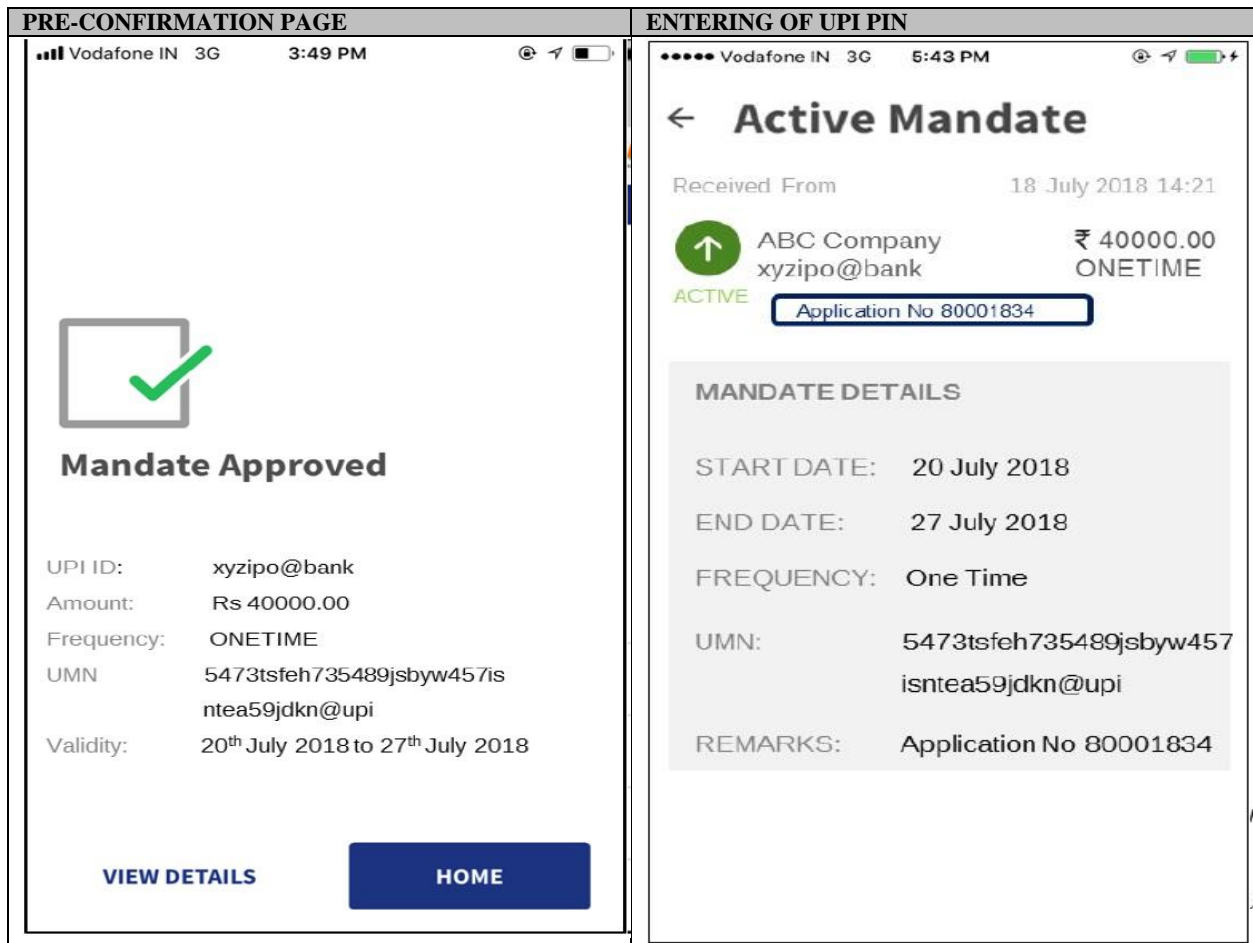 PRE-CONFIRMATION PAGE
Vodafone IN 3G 3:49 PM
Mandate Approved
UPI ID: xyzipo@bank
Amount: Rs 40000.00
Frequency: ONETIME
UMN 5473tsfeh735489jsbyw457is
ntea59jdkn@upi
Validity: 20th July 2018 to 27th July 2018
VIEW DETAILS HOME
ENTERING OF UPI PIN
Vodafone IN 3G 5:43 PM
← Active Mandate
Received From 18 July 2018 14:21
ABC Company ₹ 40000.00
xyzipo@bank ONETIME
ACTIVE
Application No 80001834
MANDATE DETAILS
START DATE: 20 July 2018
END DATE: 27 July 2018
FREQUENCY: One Time
UMN: 5473tsfeh735489jsbyw457
isntea59jdkn@upi
REMARKS: Application No 80001834